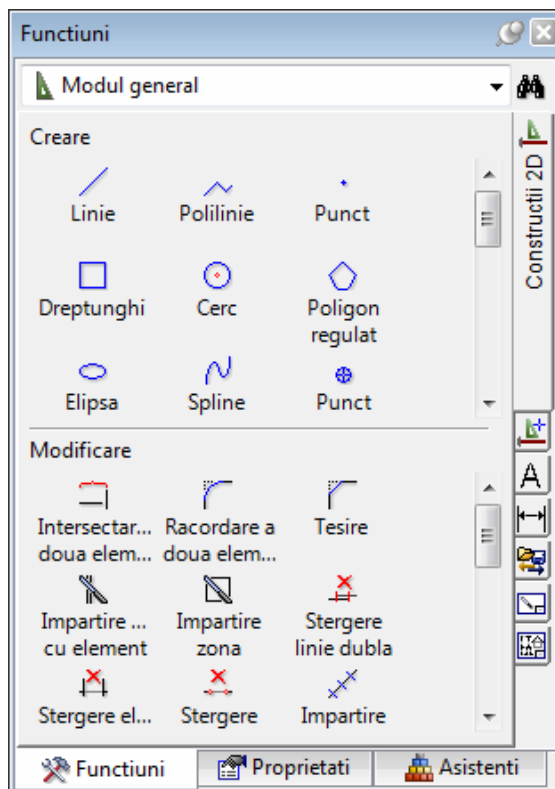 Functiuni
Modul general
Creare
Linie Polilinie Punct
Dreptunghi Cerc Poligon
regulat
Elipsa Spline Punct
Modificare
Intersectar... Racordare a Tesire
doua elem... doua elem...
Impartire ... Impartire Stergere
cu element zona linie dubla
Stergere el... Stergere Impartire
Constructii 2D
A
Functiuni Proprietati Asistenti